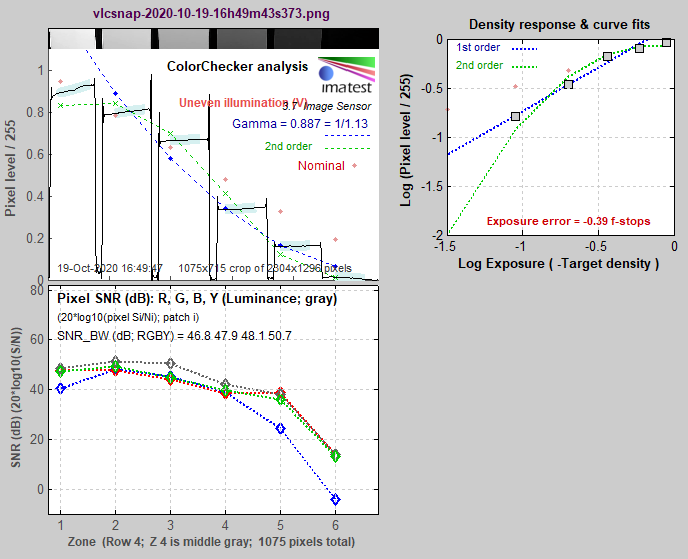 vlcsnap-2020-10-19-16h49m43s373.png
ColorChecker analysis
imatest™
Uneven illumination (V)
3.7 Image Sensor
Gamma = 0.887 = 1/1.13
2nd order
Nominal
1
0.8
0.6
0.4
0.2
0
Pixel level / 255
19-Oct-2020 16:49:47 1075x715 crop of 2304x1296 pixels
Density response & curve fits
1st order
2nd order
0
-0.5
-1
-1.5
-2
Log (Pixel level / 255)
Exposure error = -0.39 f-stops
-1.5 -1 -0.5 0
Log Exposure ( -Target density )
Pixel SNR (dB): R, G, B, Y (Luminance; gray)
(20*log10(pixel Si/Ni); patch i)
SNR_BW (dB; RGBY) = 46.8 47.9 48.1 50.7
80
60
40
20
0
SNR (dB) (20*log10(S/N))
1 2 3 4 5 6
Zone (Row 4; Z 4 is middle gray; 1075 pixels total)